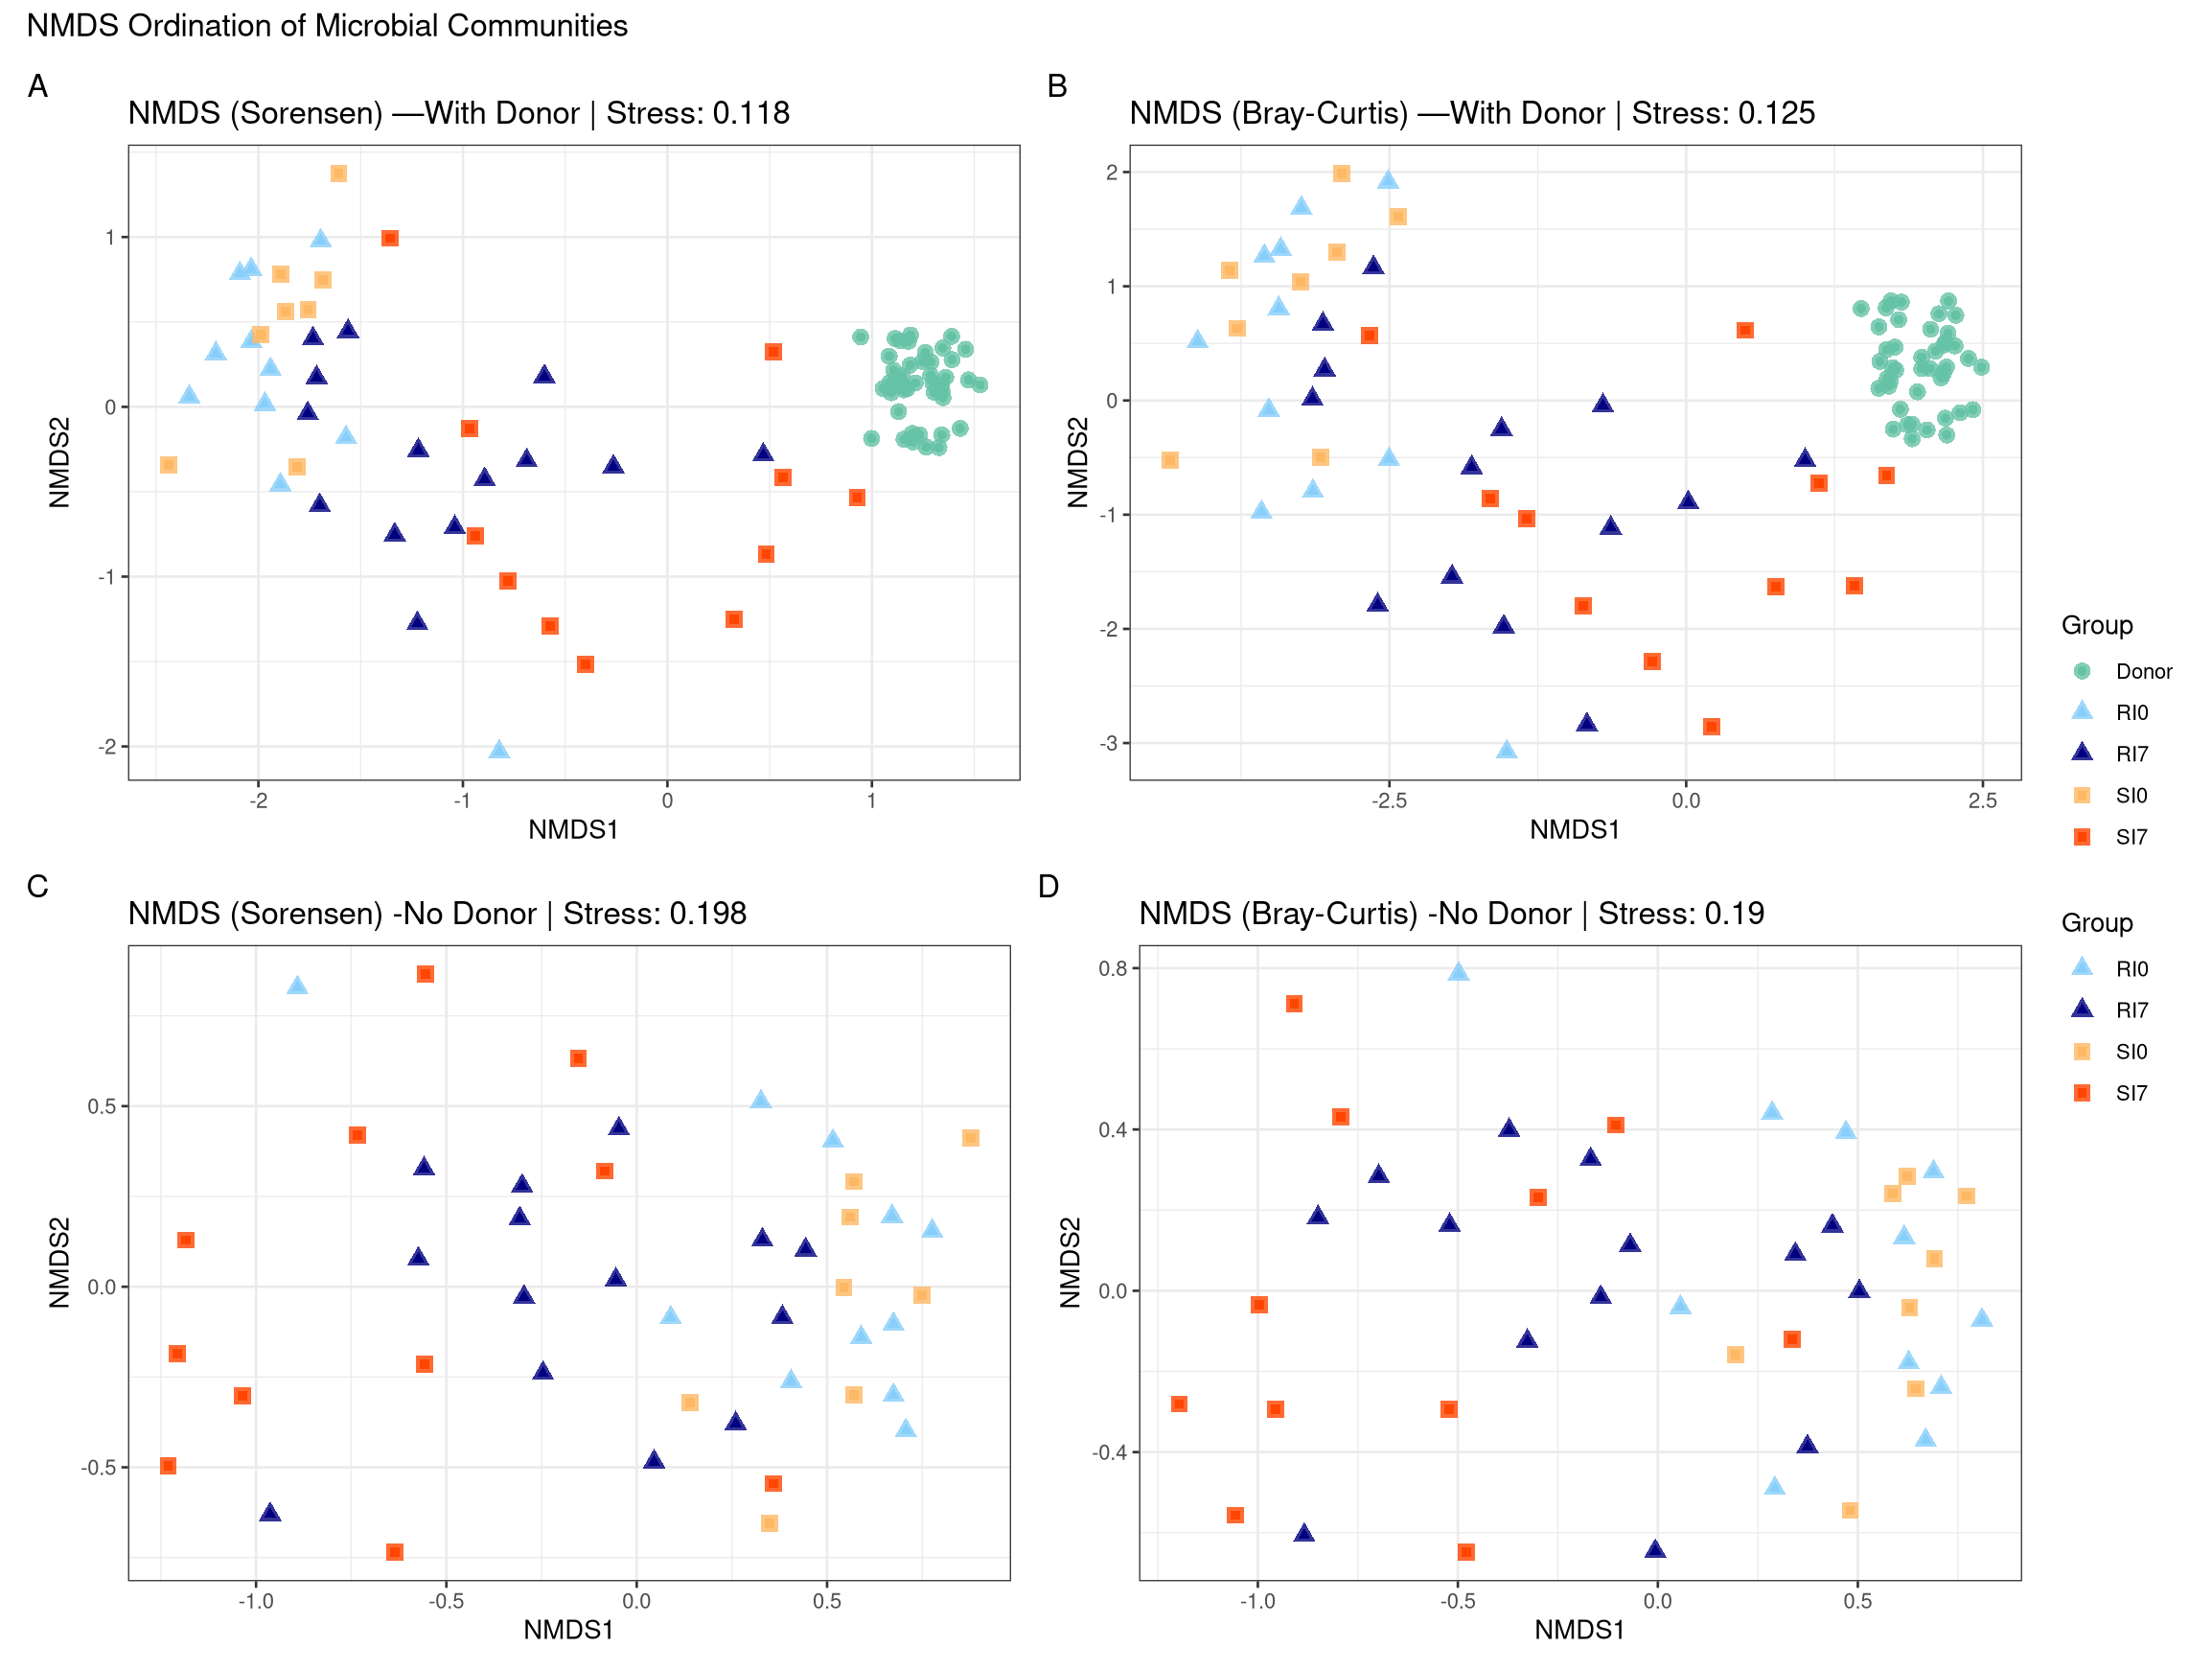 NMDS Ordination of Microbial Communities
A
NMDS (Sorensen) —With Donor | Stress: 0.118
1
0
-1
-2
NMDS2
-2 -1 0 1
NMDS1
B
NMDS (Bray-Curtis) —With Donor | Stress: 0.125
2
1
0
-1
-2
-3
NMDS2
-2.5 0.0 2.5
NMDS1
Group
Donor
RI0
RI7
SI0
SI7
C
NMDS (Sorensen) -No Donor | Stress: 0.198
0.5
0.0
-0.5
NMDS2
-1.0 -0.5 0.0 0.5
NMDS1
D
NMDS (Bray-Curtis) -No Donor | Stress: 0.19
0.8
0.4
0.0
-0.4
NMDS2
-1.0 -0.5 0.0 0.5
NMDS1
Group
RI0
RI7
SI0
SI7